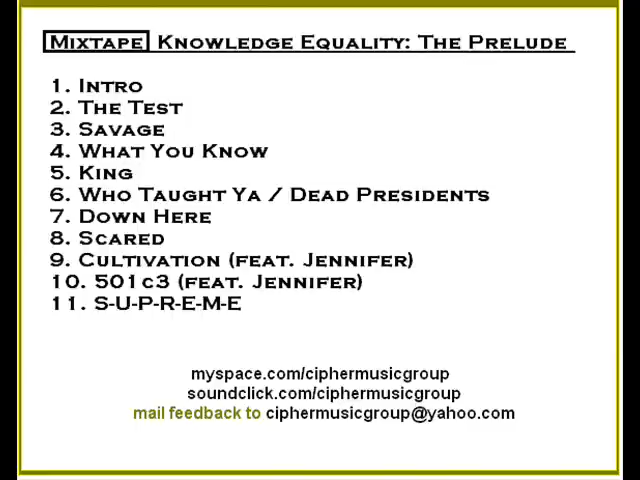 Mixtape Knowledge Equality: The Prelude
1. Intro
2. The Test
3. Savage
4. What You Know
5. King
6. Who Taught Ya / Dead Presidents
7. Down Here
8. Scared
9. Cultivation (feat. Jennifer)
10. 501c3 (feat. Jennifer)
11. S-U-P-R-E-M-E
myspace.com/ciphermusicgroup
soundclick.com/ciphermusicgroup
mail feedback to ciphermusicgroup@yahoo.com